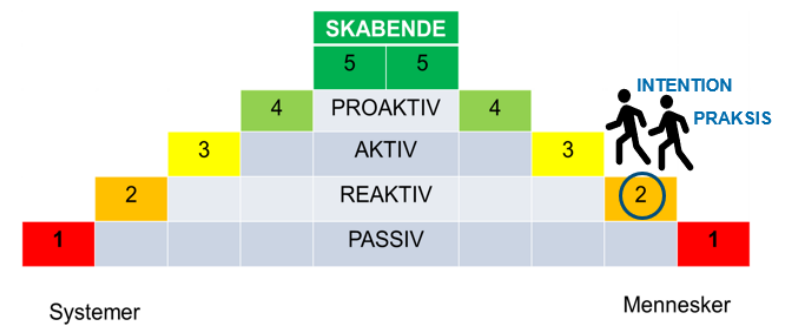 SKABENDE
5 5
INTENTION
4 PROAKTIV 4
PRAKSIS
3 AKTIV 3
2 REAKTIV 2
1 PASSIV 1
Systemer Mennesker